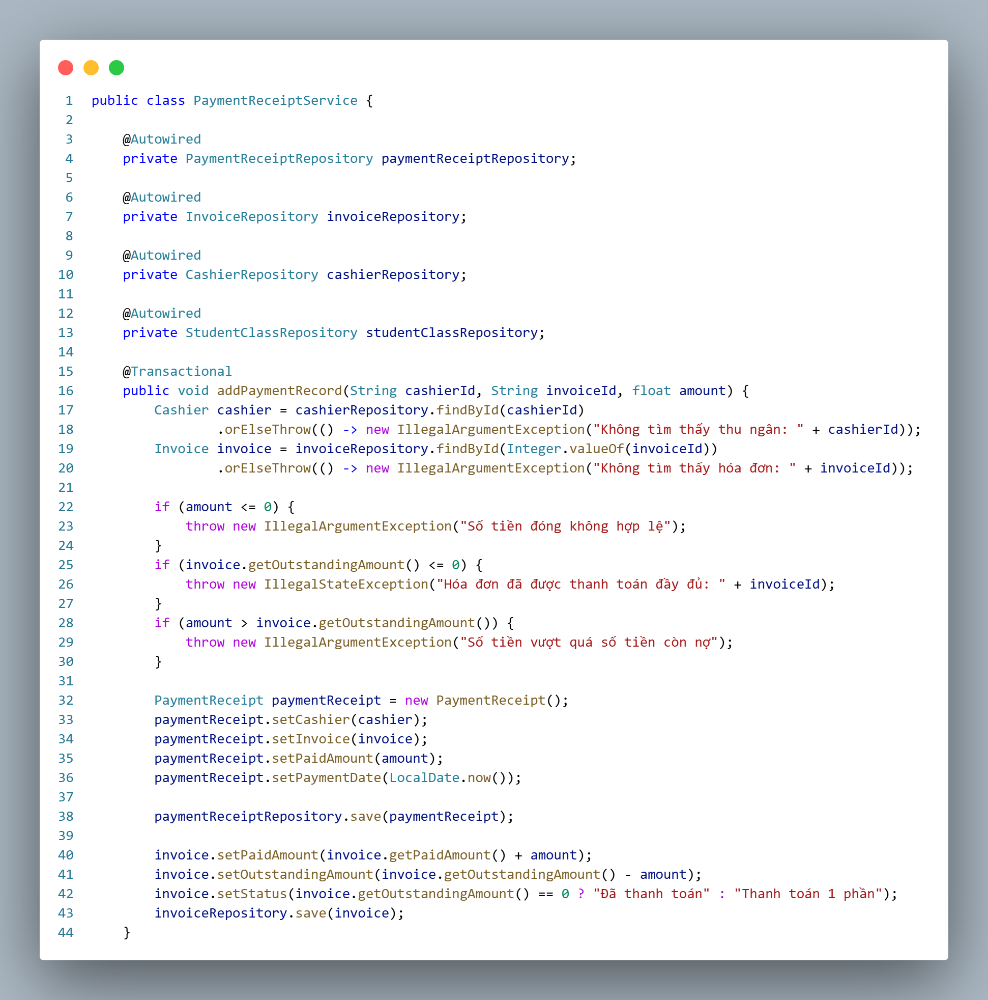 1 public class PaymentReceiptService {
2
3     @Autowired
4     private PaymentReceiptRepository paymentReceiptRepository;
5
6     @Autowired
7     private InvoiceRepository invoiceRepository;
8
9     @Autowired
10     private CashierRepository cashierRepository;
11
12     @Autowired
13     private StudentClassRepository studentClassRepository;
14
15     @Transactional
16     public void addPaymentRecord(String cashierId, String invoiceId, float amount) {
17         Cashier cashier = cashierRepository.findById(cashierId)
18                 .orElseThrow(() -> new IllegalArgumentException("Không tìm thấy thu ngân: " + cashierId));
19         Invoice invoice = invoiceRepository.findById(Integer.valueOf(invoiceId))
20                 .orElseThrow(() -> new IllegalArgumentException("Không tìm thấy hóa đơn: " + invoiceId));
21
22         if (amount <= 0) {
23             throw new IllegalArgumentException("Số tiền đóng không hợp lệ");
24         }
25         if (invoice.getOutstandingAmount() <= 0) {
26             throw new IllegalStateException("Hóa đơn đã được thanh toán đầy đủ: " + invoiceId);
27         }
28         if (amount > invoice.getOutstandingAmount()) {
29             throw new IllegalArgumentException("Số tiền vượt quá số tiền còn nợ");
30         }
31
32         PaymentReceipt paymentReceipt = new PaymentReceipt();
33         paymentReceipt.setCashier(cashier);
34         paymentReceipt.setInvoice(invoice);
35         paymentReceipt.setPaidAmount(amount);
36         paymentReceipt.setPaymentDate(LocalDate.now());
37
38         paymentReceiptRepository.save(paymentReceipt);
39
40         invoice.setPaidAmount(invoice.getPaidAmount() + amount);
41         invoice.setOutstandingAmount(invoice.getOutstandingAmount() - amount);
42         invoice.setStatus(invoice.getOutstandingAmount() == 0 ? "Đã thanh toán" : "Thanh toán 1 phần");
43         invoiceRepository.save(invoice);
44     }